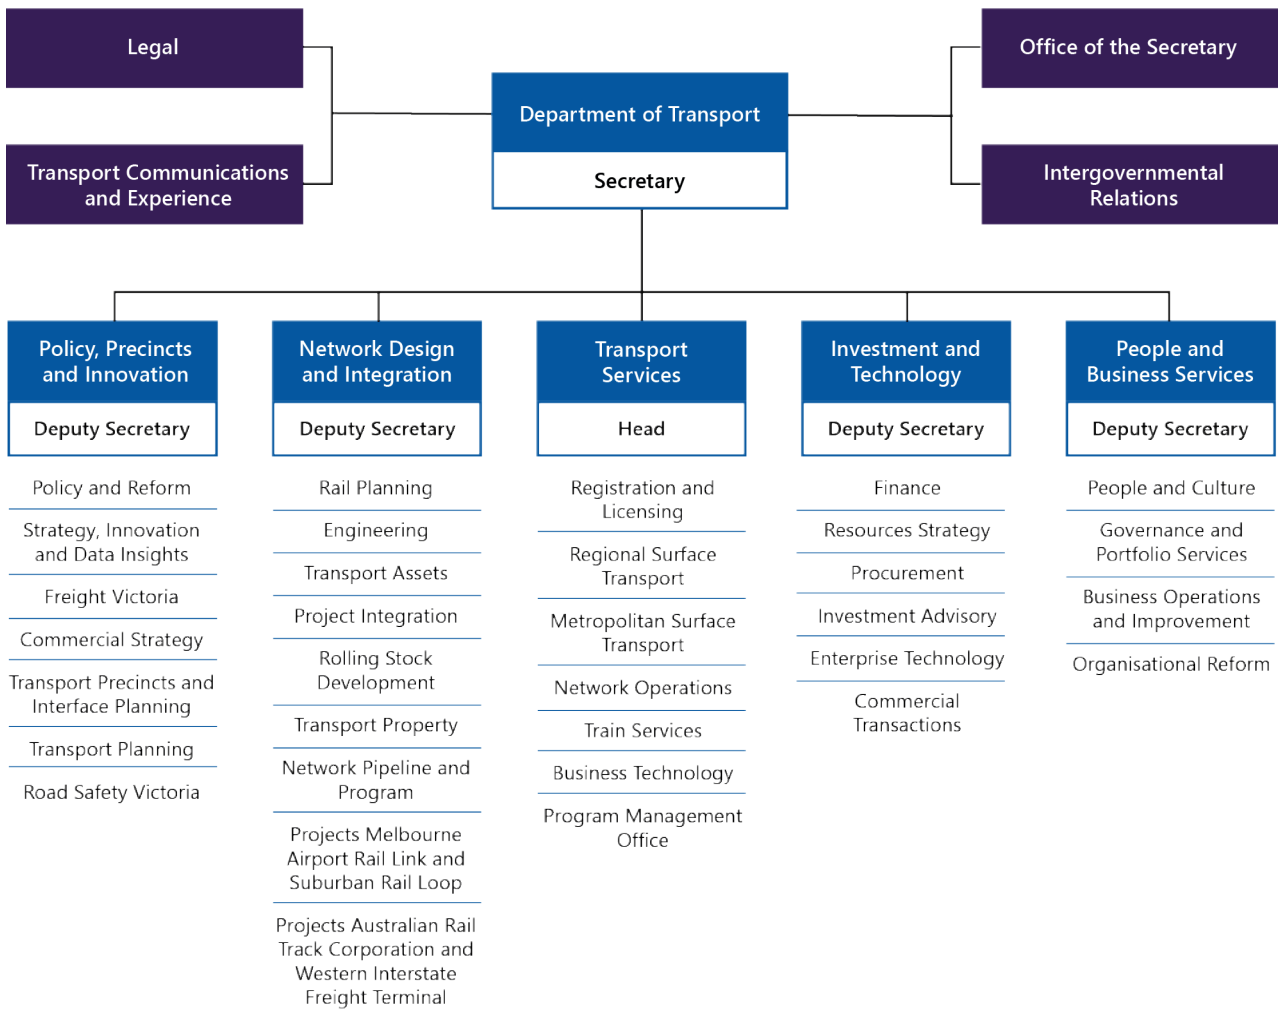 Legal
Office of the Secretary
Department of Transport
Secretary
Transport Communications
and Experience
Intergovernmental
Relations
Policy, Precincts
and Innovation
Deputy Secretary
Policy and Reform
Strategy, Innovation
and Data Insights
Freight Victoria
Commercial Strategy
Transport Precincts and
Interface Planning
Transport Planning
Road Safety Victoria
Network Design
and Integration
Deputy Secretary
Rail Planning
Engineering
Transport Assets
Project Integration
Rolling Stock
Development
Transport Property
Network Pipeline and
Program
Projects Melbourne
Airport Rail Link and
Suburban Rail Loop
Projects Australian Rail
Track Corporation and
Western Interstate
Freight Terminal
Transport
Services
Head
Registration and
Licensing
Regional Surface
Transport
Metropolitan Surface
Transport
Network Operations
Train Services
Business Technology
Program Management
Office
Investment and
Technology
Deputy Secretary
Finance
Resources Strategy
Procurement
Investment Advisory
Enterprise Technology
Commercial
Transactions
People and
Business Services
Deputy Secretary
People and Culture
Governance and
Portfolio Services
Business Operations
and Improvement
Organisational Reform